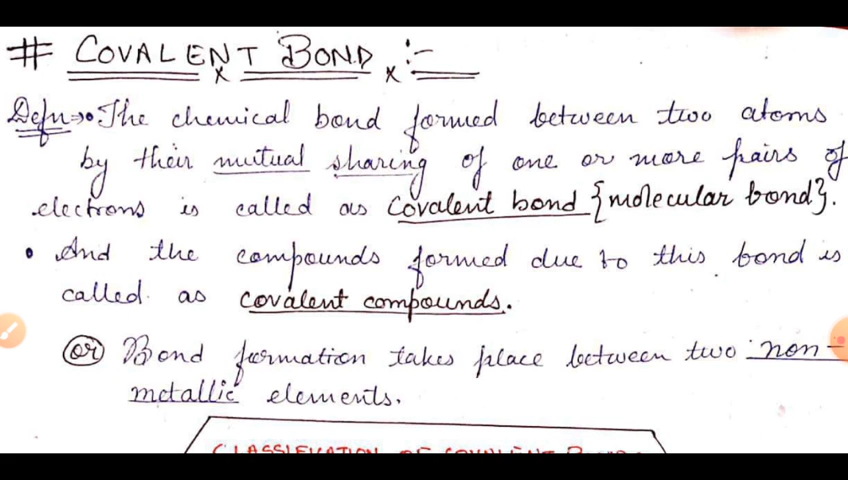 # COVALENT BOND :-
Defn ⇒• The chemical bond formed between two atoms
by their mutual sharing of one or more pairs of
electrons is called as covalent bond {molecular bond}.
• And the compounds formed due to this bond is
called as covalent compounds.
(or) Bond formation takes place between two non-
metallic elements.
CLASSIFICATION OF COVALENT BOND